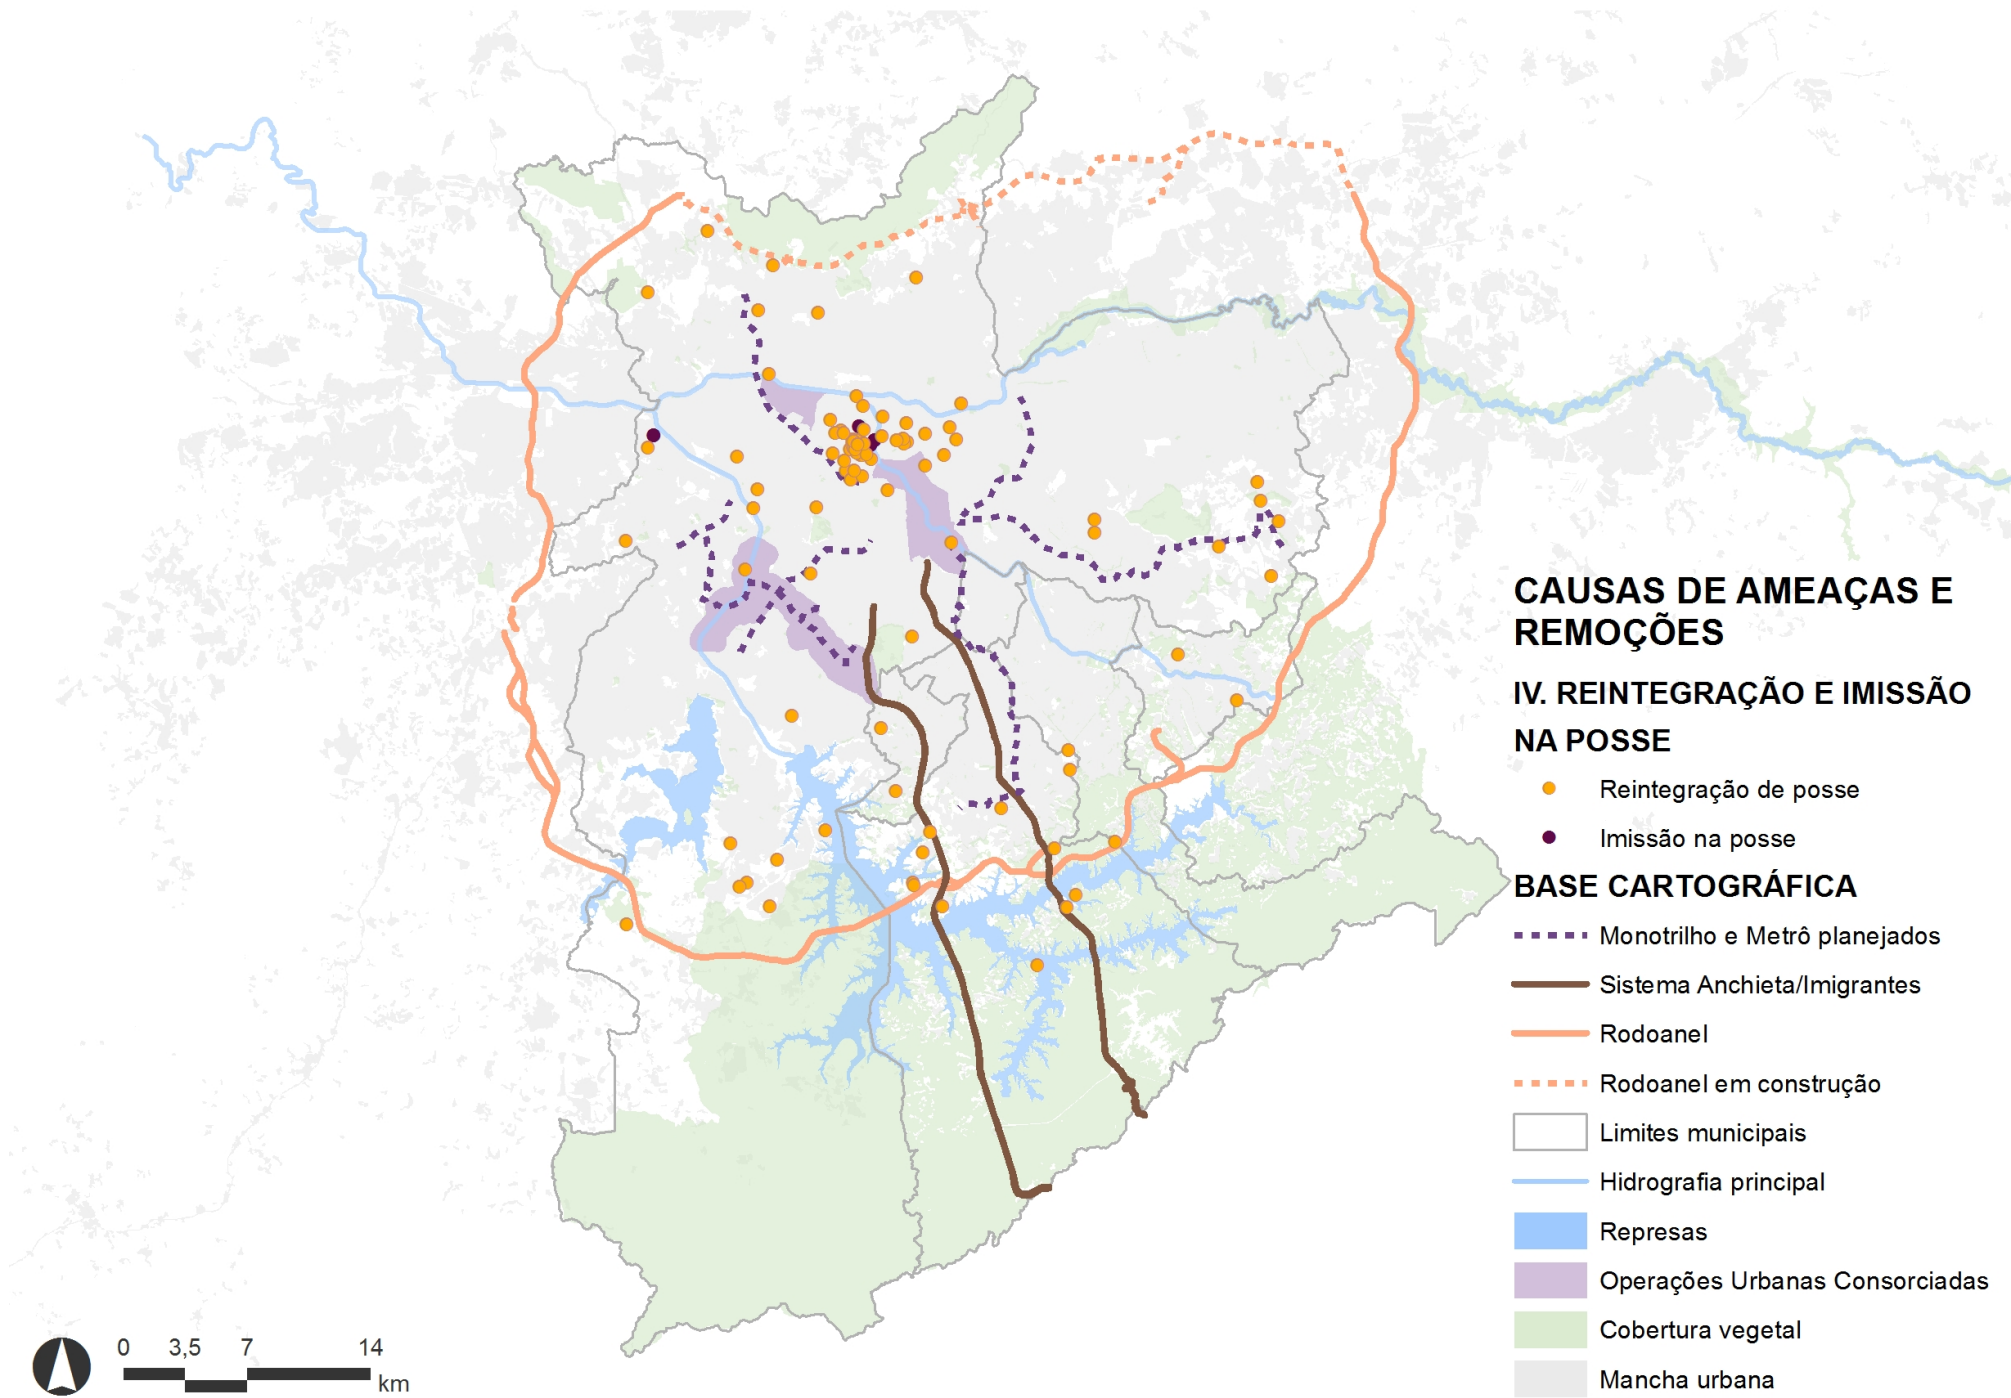 CAUSAS DE AMEAÇAS E
REMOÇÕES
IV. REINTEGRAÇÃO E IMISSÃO
NA POSSE
Reintegração de posse
Imissão na posse
BASE CARTOGRÁFICA
Monotrilho e Metrô planejados
Sistema Anchieta/Imigrantes
Rodoanel
Rodoanel em construção
Limites municipais
Hidrografia principal
Represas
Operações Urbanas Consorciadas
Cobertura vegetal
Mancha urbana
0 3,5 7 14
km